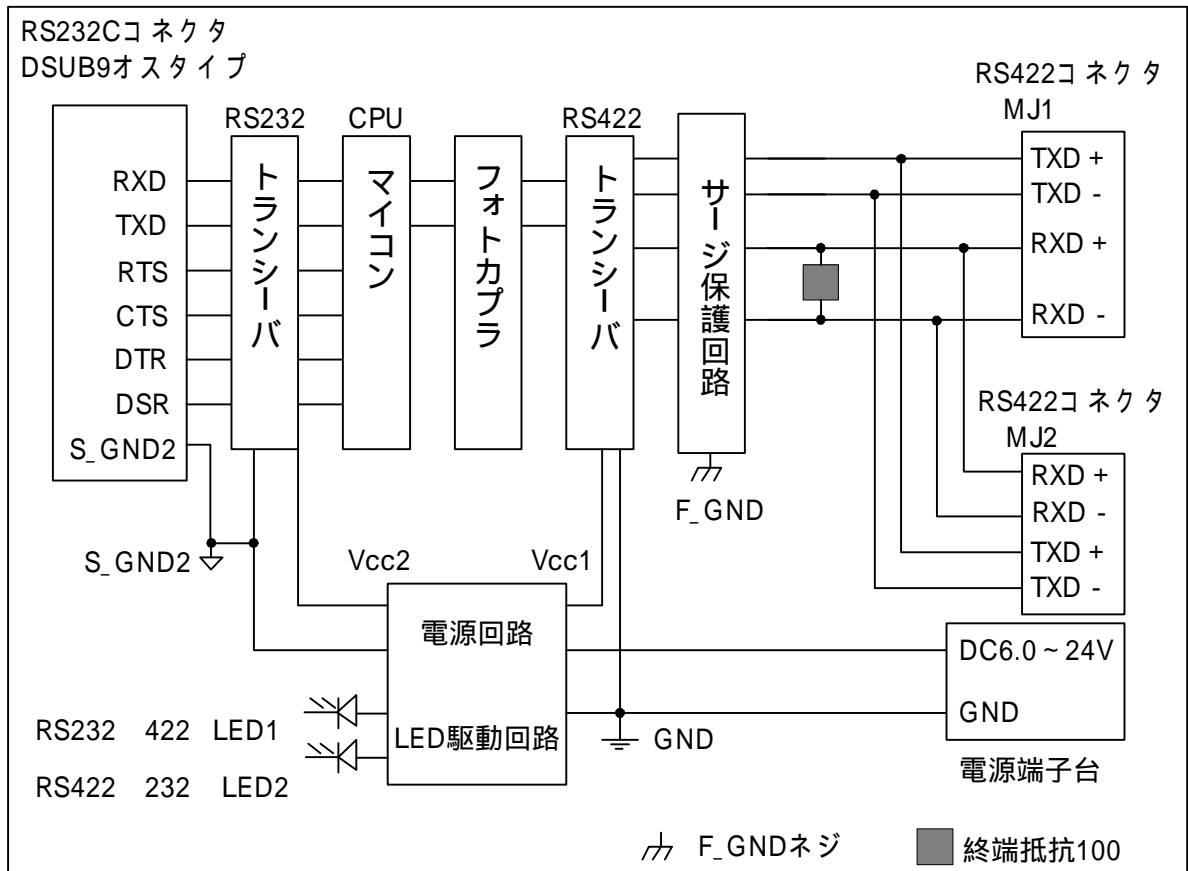 RS232Cコネクタ
DSUB9オスタイプ
RXD
TXD
RTS
CTS
DTR
DSR
S_GND2
RS232
トランシーバ
CPU
マイコン
フォトカプラ
RS422
トランシーバ
サージ保護回路
F_GND
RS422コネクタ
MJ1
TXD +
TXD -
RXD +
RXD -
RS422コネクタ
MJ2
RXD +
RXD -
TXD +
TXD -
S_GND2
Vcc2
Vcc1
電源回路
LED駆動回路
DC6.0 ~ 24V
GND
電源端子台
GND
RS232 422 LED1
RS422 232 LED2
F_GNDネジ
終端抵抗100